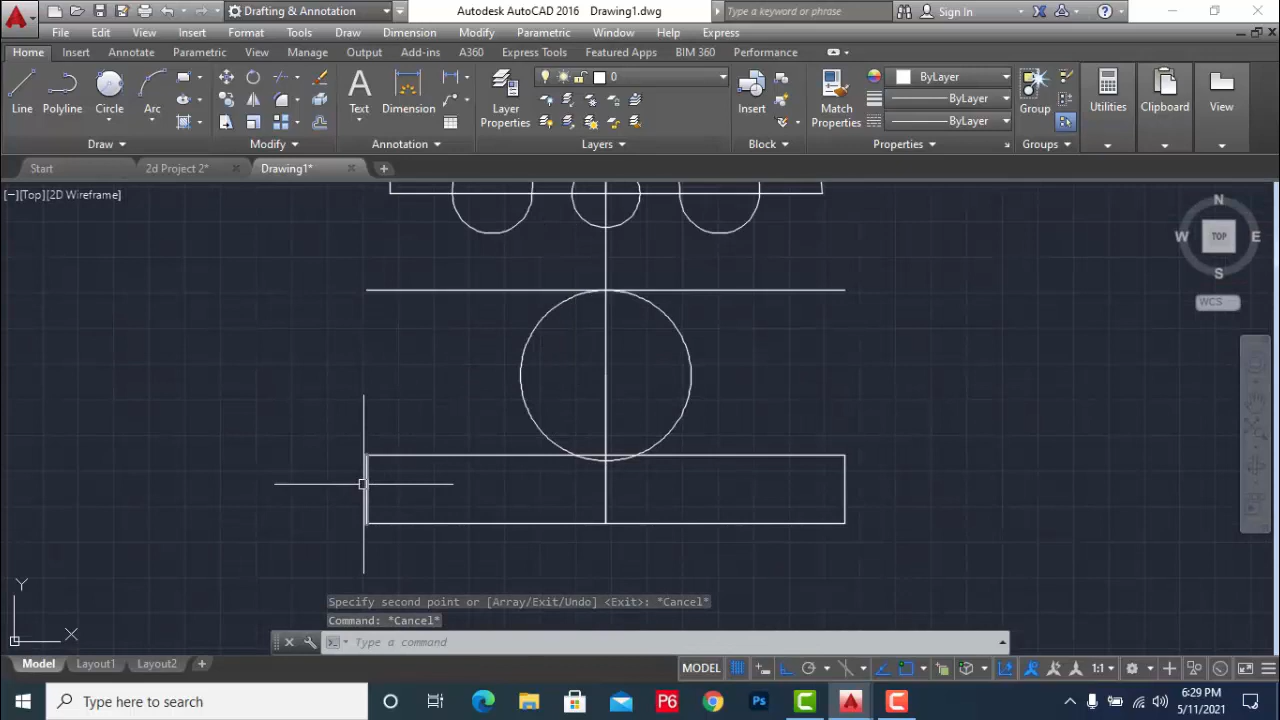 Drafting & Annotation
Autodesk AutoCAD 2016 Drawing1.dwg
Type a keyword or phrase
Sign In
File Edit View Insert Format Tools Draw Dimension Modify Parametric Window Help Express
Home Insert Annotate Parametric View Manage Output Add-ins A360 Express Tools Featured Apps BIM 360 Performance
Line Polyline Circle Arc
A
Text Dimension
Layer Properties
0
Insert
Match Properties
ByLayer
ByLayer
ByLayer
Group
Utilities
Clipboard
View
Draw Modify Annotation Layers Block Properties Groups
Start 2d Project 2* Drawing1*
[−][Top][2D Wireframe]
N
W TOP E
S
WCS
Y
X
Specify second point or [Array/Exit/Undo] <Exit>: *Cancel*
Command: *Cancel*
Type a command
Model Layout1 Layout2
MODEL
1:1
Type here to search
P6
Ps
6:29 PM
5/11/2021